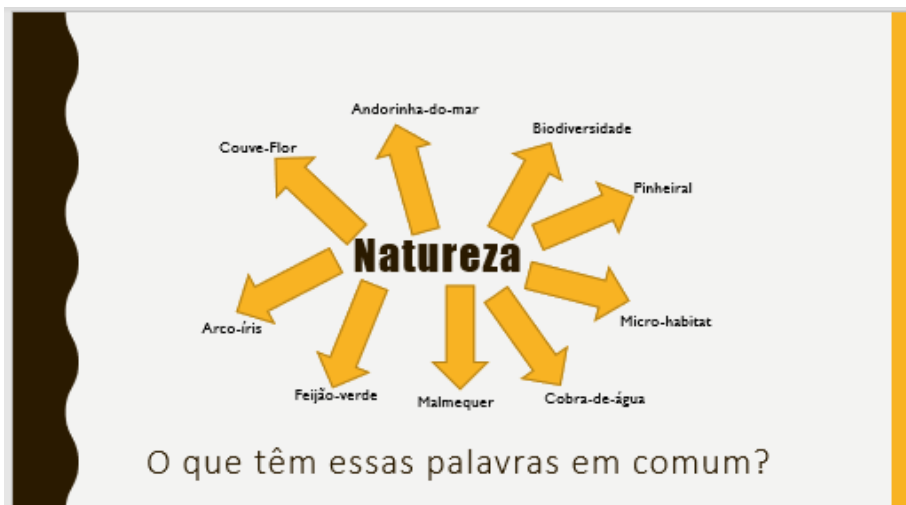 Andorinha-do-mar
Biodiversidade
Couve-Flor
Pinheiral
Natureza
Arco-íris
Micro-habitat
Feijão-verde
Malmequer
Cobra-de-água
O que têm essas palavras em comum?